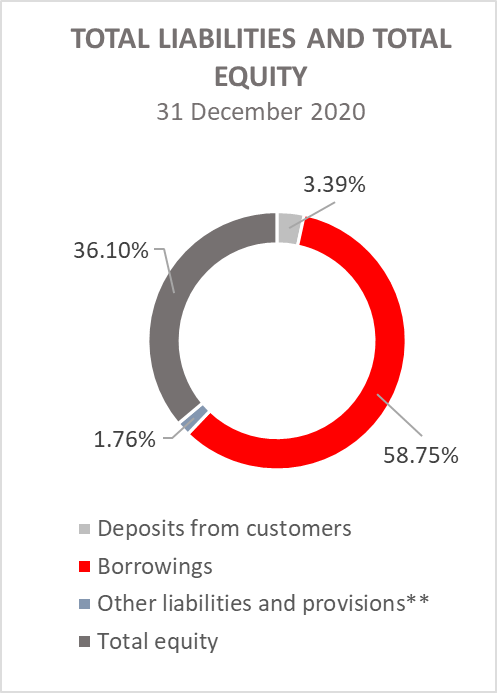 TOTAL LIABILITIES AND TOTAL
EQUITY
31 December 2020
3.39%
36.10%
1.76%
58.75%
Deposits from customers
Borrowings
Other liabilities and provisions**
Total equity